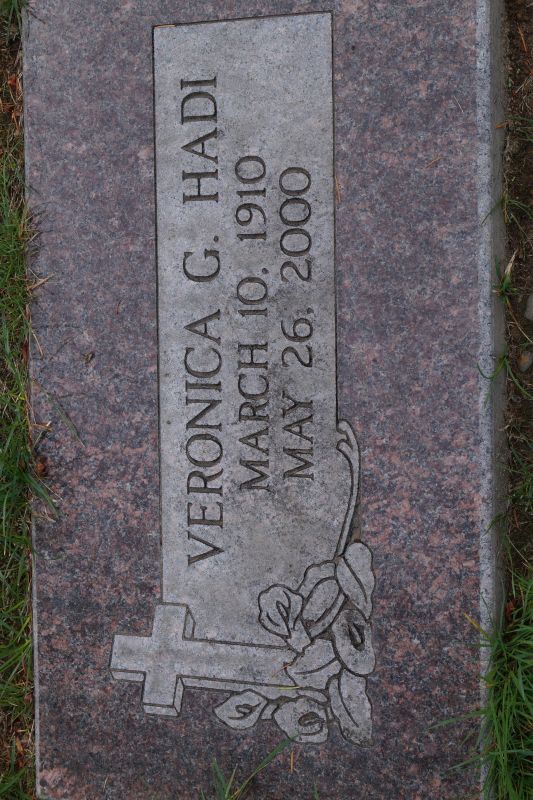 VERONICA G. HADI
MARCH 10, 1910
MAY 26, 2000